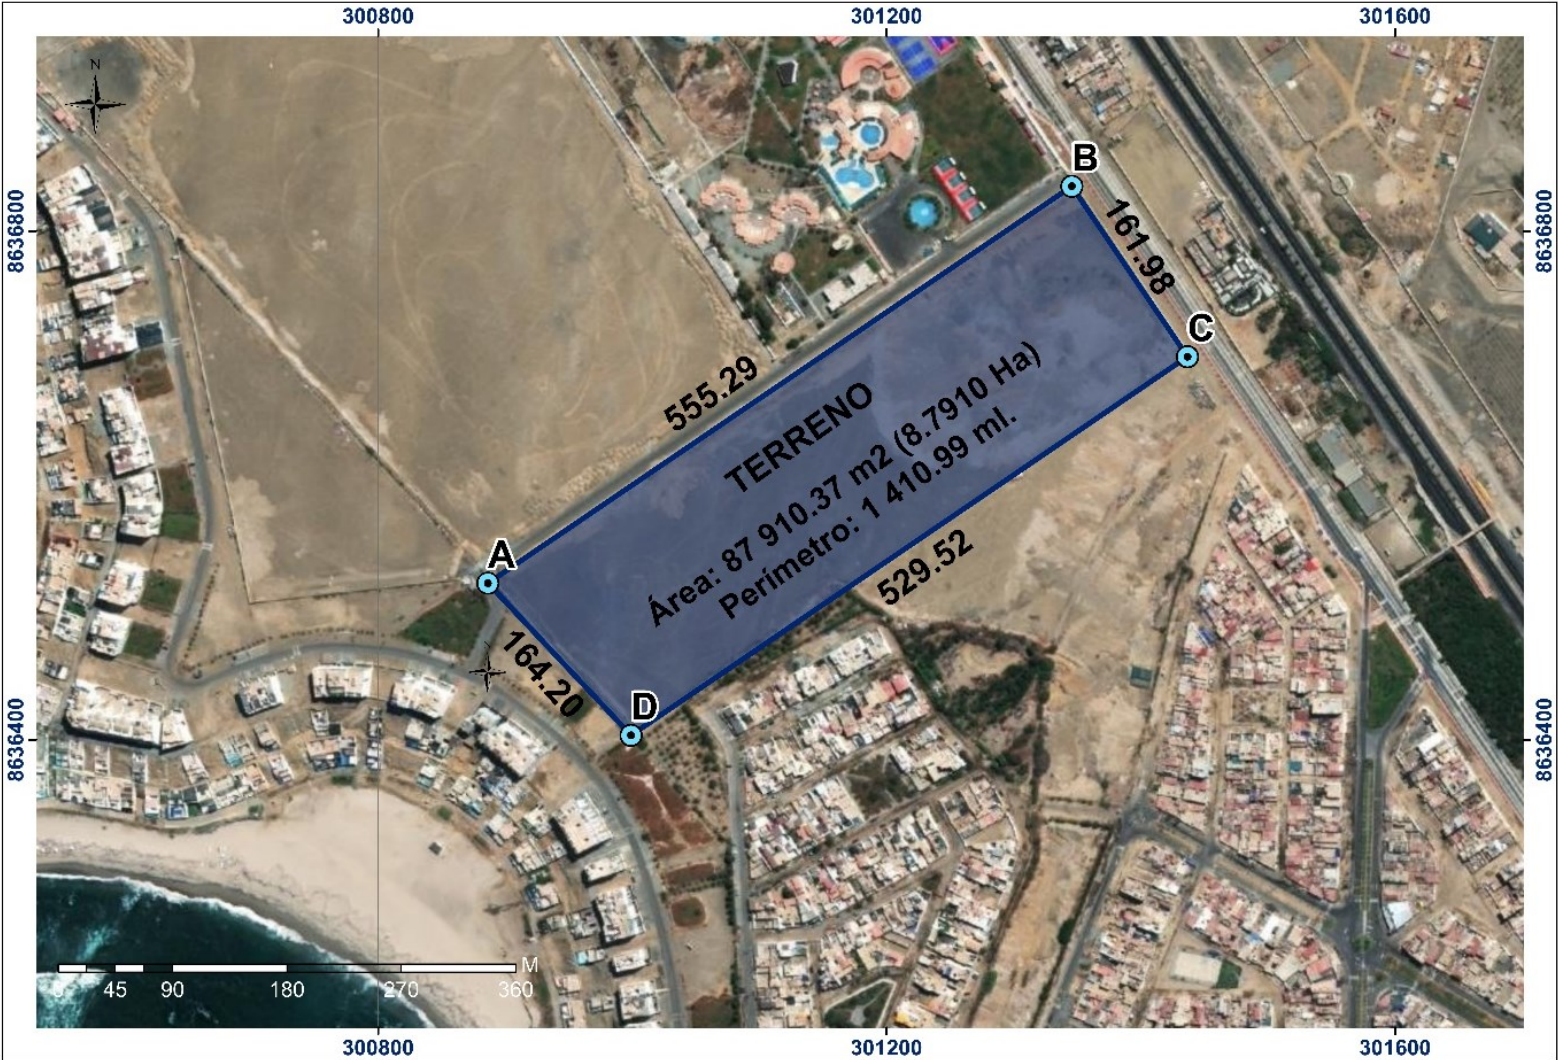 300800
301200
301600
N
8636800
8636800
B
161.98
C
555.29
TERRENO
Área: 87 910.37 m2 (8.7910 Ha)
Perímetro: 1 410.99 ml.
A
529.52
164.20
D
8636400
8636400
0 45 90 180 270 360
M
300800
301200
301600